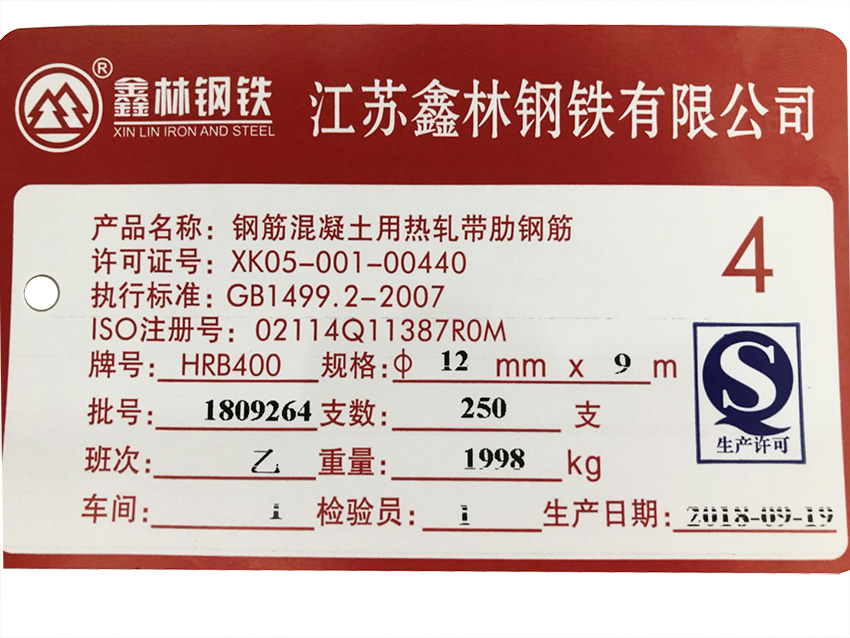 ® 鑫林钢铁
XIN LIN IRON AND STEEL
江苏鑫林钢铁有限公司
产品名称：钢筋混凝土用热轧带肋钢筋
许可证号：XK05-001-00440
执行标准：GB1499.2-2007
ISO注册号：02114Q11387R0M
4
牌号：HRB400 规格：ф 12 mm x 9 m
批号：1809264 支数：250 支
班次：乙 重量：1998 kg
车间：1 检验员：1 生产日期：2018-09-19
QS
生产许可